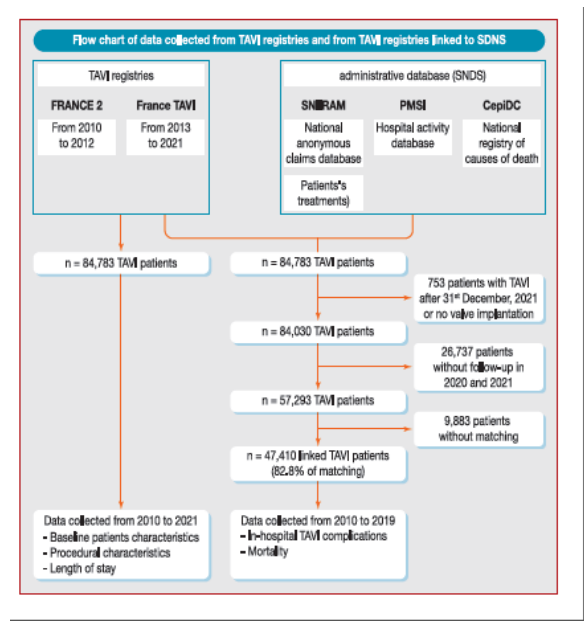 Flow chart of data collected from TAVI registries and from TAVI registries linked to SDNS
TAVI registries
FRANCE 2
France TAVI
From 2010
to 2012
From 2013
to 2021
administrative database (SNDS)
SNIIRAM
PMSI
CepiDC
National
anonymous
claims database
Hospital activity
database
National
registry of
causes of death
Patients's
treatments)
n = 84,783 TAVI patients
n = 84,783 TAVI patients
753 patients with TAVI
after 31st December, 2021
or no valve implantation
n = 84,030 TAVI patients
26,737 patients
without follow-up in
2020 and 2021
n = 57,293 TAVI patients
9,883 patients
without matching
n = 47,410 linked TAVI patients
(82.8% of matching)
Data collected from 2010 to 2021
- Baseline patients characteristics
- Procedural characteristics
- Length of stay
Data collected from 2010 to 2019
- In-hospital TAVI complications
- Mortality